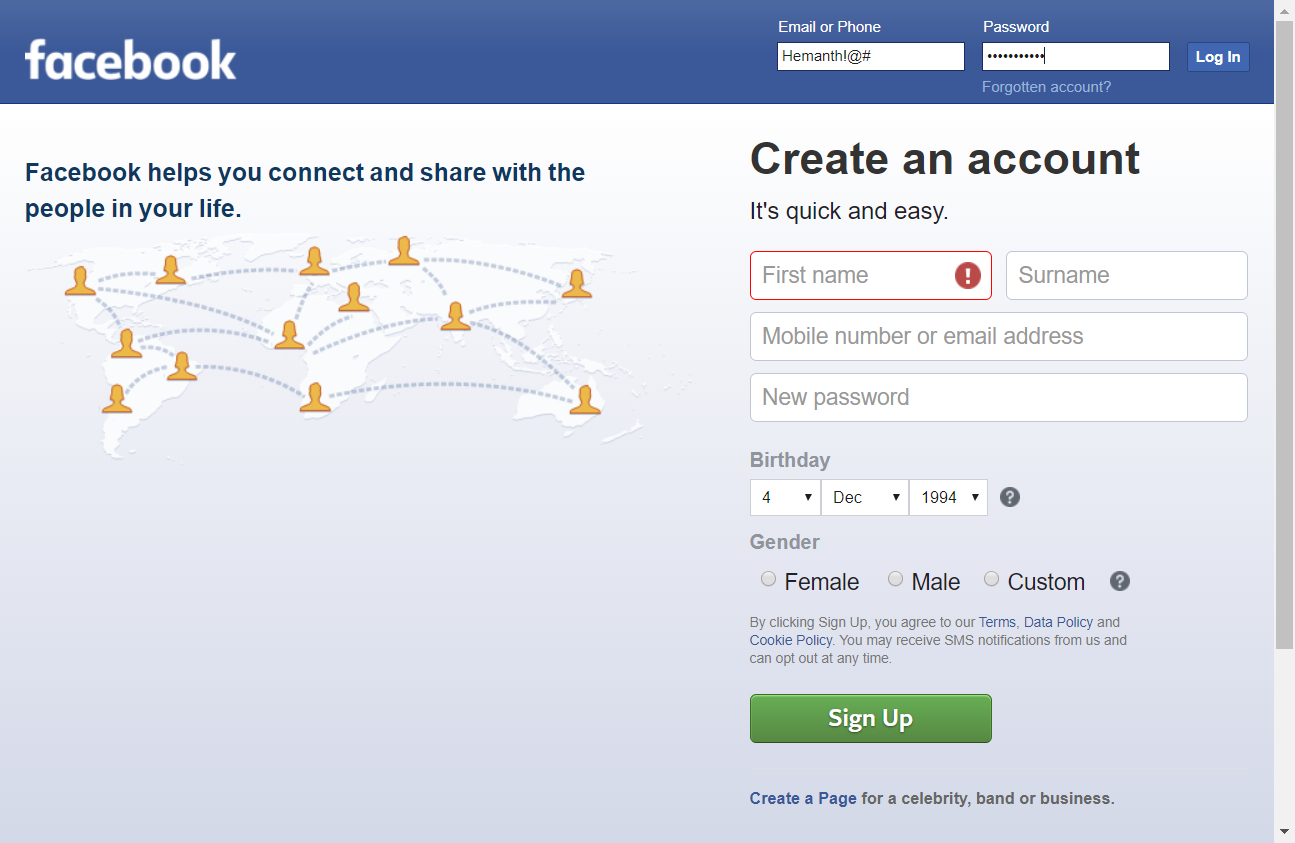 facebook
Email or Phone
Password
Hemanth!@#
•••••••••••
Log In
Forgotten account?
Facebook helps you connect and share with the
people in your life.
Create an account
It's quick and easy.
First name
Surname
Mobile number or email address
New password
Birthday
4 Dec 1994
Gender
Female Male Custom
By clicking Sign Up, you agree to our Terms, Data Policy and
Cookie Policy. You may receive SMS notifications from us and
can opt out at any time.
Sign Up
Create a Page for a celebrity, band or business.